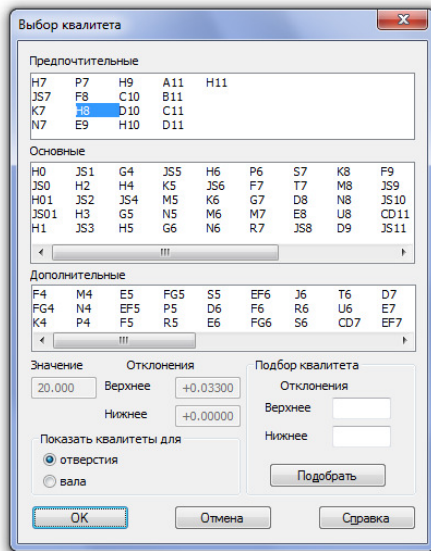 Выбор квалитета
Предпочтительные
H7 P7 H9 A11 H11
JS7 F8 C10 B11
K7 H8 D10 C11
N7 E9 H10 D11
Основные
H0 JS1 G4 JS5 H6 P6 S7 K8 F9
JS0 H2 H4 K5 JS6 F7 T7 M8 JS9
H01 JS2 JS4 M5 K6 G7 D8 N8 JS10
JS01 H3 G5 N5 M6 M7 E8 U8 CD11
H1 JS3 H5 G6 N6 R7 JS8 D9 JS11
Дополнительные
F4 M4 E5 FG5 S5 EF6 J6 T6 D7
FG4 N4 EF5 P5 D6 F6 R6 U6 E7
K4 P4 F5 R5 E6 FG6 S6 CD7 EF7
Значение Отклонения Подбор квалитета
20.000 Верхнее +0.03300 Отклонения
Верхнее
Нижнее +0.00000
Нижнее
Показать квалитеты для
отверстия
вала
Подобрать
OK Отмена Справка